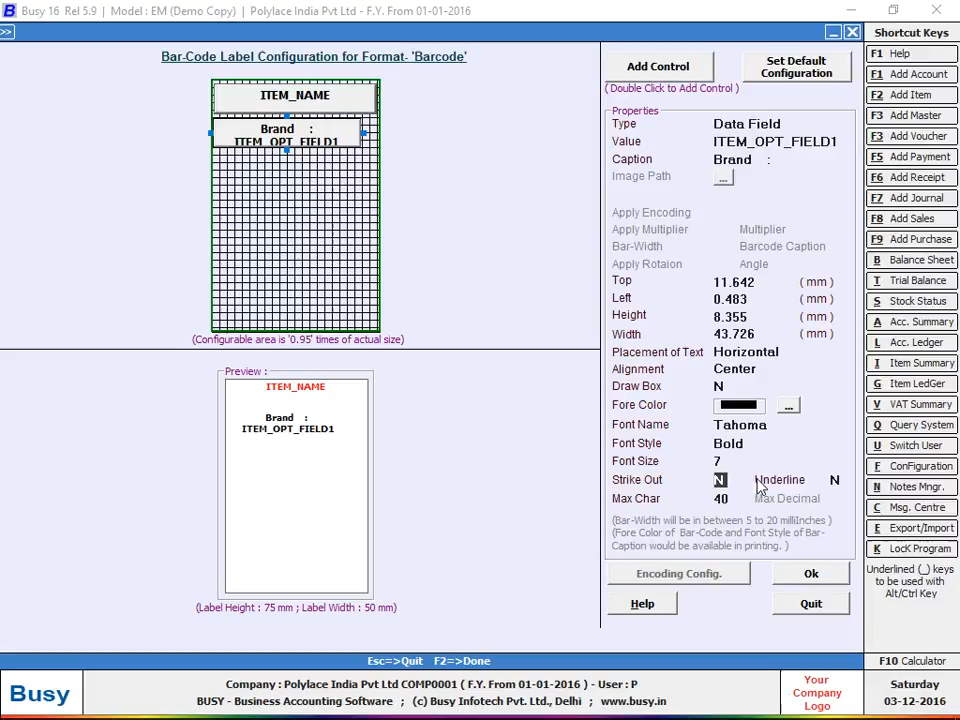 Busy 16 Rel 5.9 | Model : EM (Demo Copy) | Polylace India Pvt Ltd - F.Y. From 01-01-2016
>>
Bar-Code Label Configuration for Format- 'Barcode'
ITEM_NAME
Brand :
ITEM_OPT_FIELD1
(Configurable area is '0.95' times of actual size)
Preview :
ITEM_NAME
Brand :
ITEM_OPT_FIELD1
(Label Height : 75 mm ; Label Width : 50 mm)
Add Control
Set Default
Configuration
( Double Click to Add Control )
Properties
Type Data Field
Value ITEM_OPT_FIELD1
Caption Brand :
Image Path ...
Apply Encoding
Apply Multiplier Multiplier
Bar-Width Barcode Caption
Apply Rotaion Angle
Top 11.642 ( mm )
Left 0.483 ( mm )
Height 8.355 ( mm )
Width 43.726 ( mm )
Placement of Text Horizontal
Alignment Center
Draw Box N
Fore Color ...
Font Name Tahoma
Font Style Bold
Font Size 7
Strike Out N Underline N
Max Char 40 Max Decimal
(Bar-Width will be in between 5 to 20 milliInches )
(Fore Color of Bar-Code and Font Style of Bar-
Caption would be available in printing. )
Encoding Config. Ok
Help Quit
Shortcut Keys
F1 Help
F1 Add Account
F2 Add Item
F3 Add Master
F3 Add Voucher
F5 Add Payment
F6 Add Receipt
F7 Add Journal
F8 Add Sales
F9 Add Purchase
B Balance Sheet
T Trial Balance
S Stock Status
A Acc. Summary
L Acc. Ledger
I Item Summary
G Item LedGer
V VAT Summary
Q Query System
U Switch User
F ConFiguration
N Notes Mngr.
C Msg. Centre
E Export/Import
K LocK Program
Underlined (_) keys
to be used with
Alt/Ctrl Key
F10 Calculator
Esc=>Quit F2=>Done
Busy
Company : Polylace India Pvt Ltd COMP0001 ( F.Y. From 01-01-2016 ) - User : P
BUSY - Business Accounting Software ; (c) Busy Infotech Pvt. Ltd., Delhi ; www.busy.in
Your
Company
Logo
Saturday
03-12-2016